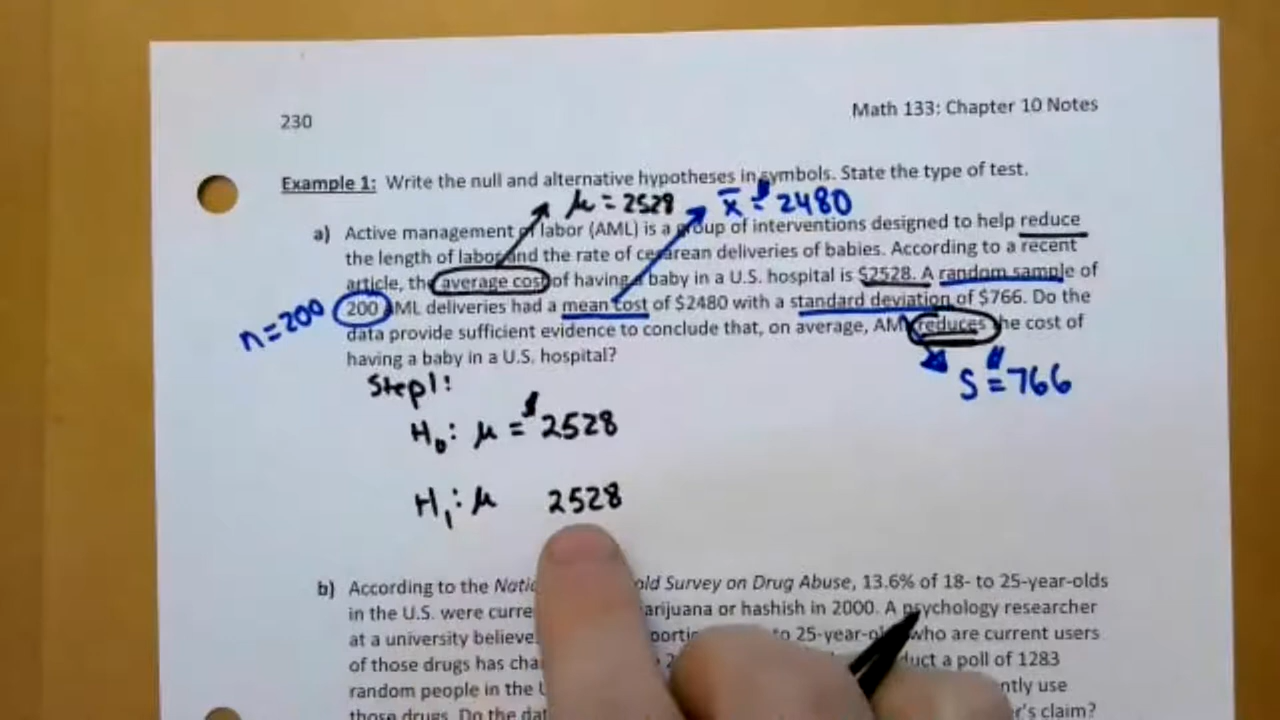 230
Math 133: Chapter 10 Notes
Example 1: Write the null and alternative hypotheses in symbols. State the type of test.
μ = 2528 x̄ = $2480
a) Active management of labor (AML) is a group of interventions designed to help reduce
the length of labor and the rate of cesarean deliveries of babies. According to a recent
article, the average cost of having a baby in a U.S. hospital is $2528. A random sample of
n=200
200 AML deliveries had a mean cost of $2480 with a standard deviation of $766. Do the
data provide sufficient evidence to conclude that, on average, AML reduces the cost of
having a baby in a U.S. hospital?
S = $766
Step 1:
H₀: μ = $2528
H₁: μ 2528
b) According to the old Survey on Drug Abuse, 13.6% of 18- to 25-year-olds
in the U.S. were arijuana or hashish in 2000. A psychology researcher
at a university to 25-year-olds who are current users
of those drugs has a poll of 1283
random people in the use
those drugs. Do the claim?